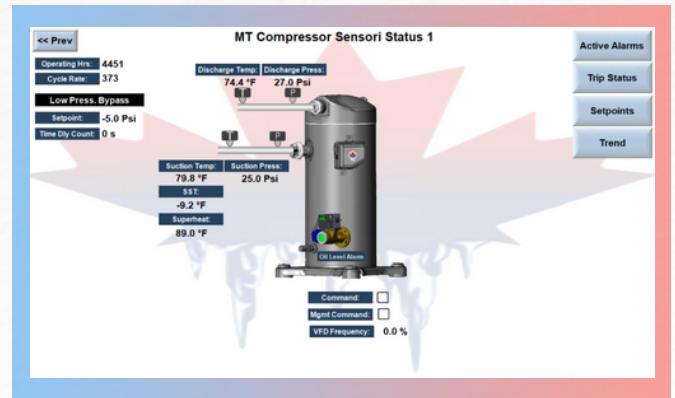 << Prev
MT Compressor Sensori Status 1
Active Alarms
Operating Hrs: 4451
Cycle Rate: 373
Discharge Temp: Discharge Press:
74.4 °F 27.0 Psi
Trip Status
Low Press. Bypass
T P
Setpoint: -5.0 Psi
Setpoints
Time Dly Count: 0 s
T P
Trend
Suction Temp: Suction Press:
79.8 °F 25.0 Psi
SST:
-9.2 °F
Superheat:
89.0 °F
Oil Level Alarm
Command:
Mgmt Command:
VFD Frequency: 0.0 %